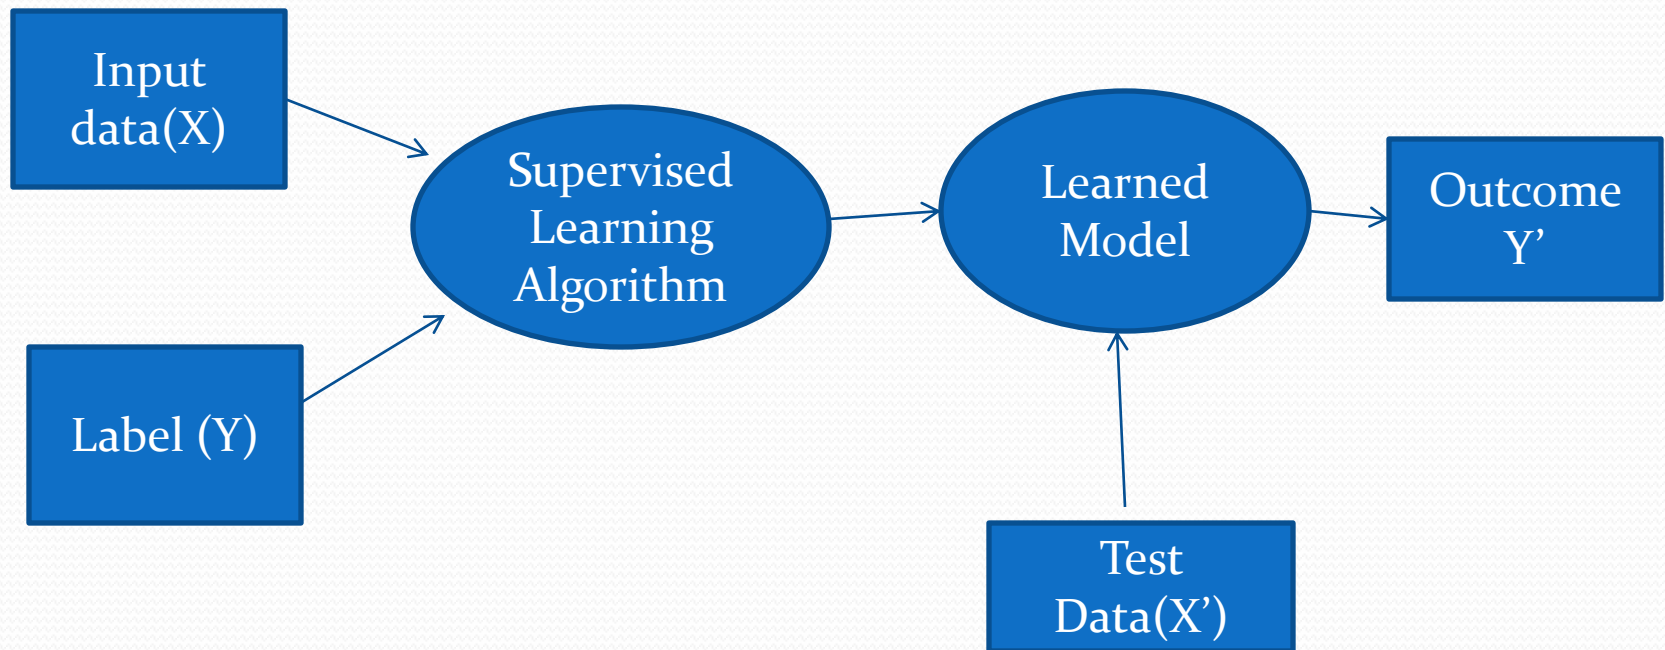 Input
data(X)
Supervised
Learning
Algorithm
Learned
Model
Outcome
Y’
Label (Y)
Test
Data(X’)